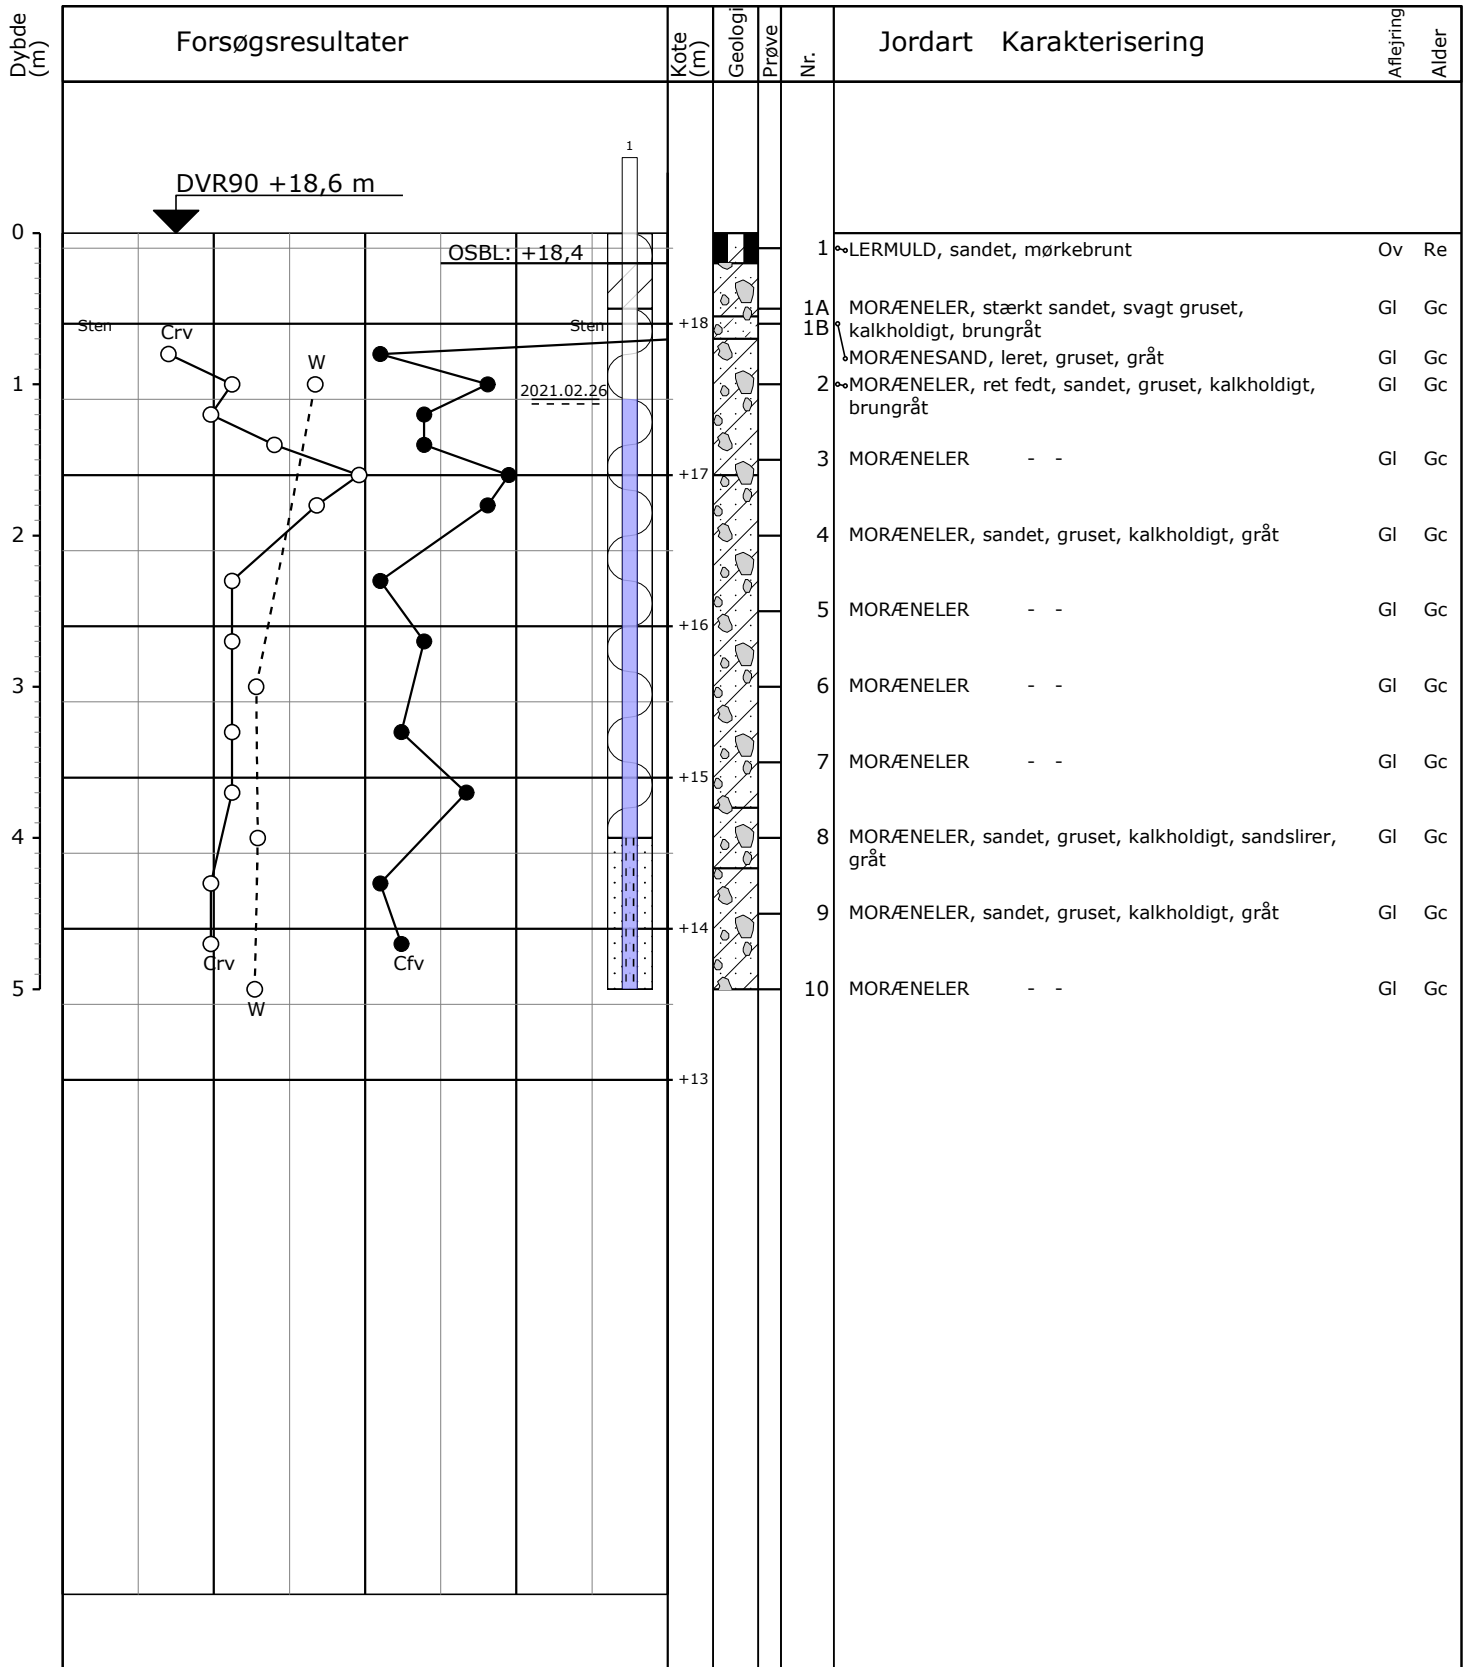 Dybde
(m)
Forsøgsresultater
Kote
(m)
Geologi
Prøve
Nr.
Jordart Karakterisering
Aflejring
Alder
1
DVR90 +18,6 m
0
OSBL: +18,4
1 LERMULD, sandet, mørkebrunt Ov Re
1A MORÆNELER, stærkt sandet, svagt gruset, Gl Gc
Sten Sten +18 1B kalkholdigt, brungråt
Crv
MORÆNESAND, leret, gruset, gråt Gl Gc
W
1 2021.02.26 2 MORÆNELER, ret fedt, sandet, gruset, kalkholdigt, Gl Gc
brungråt
3 MORÆNELER - - Gl Gc
+17
2 4 MORÆNELER, sandet, gruset, kalkholdigt, gråt Gl Gc
5 MORÆNELER - - Gl Gc
+16
3 6 MORÆNELER - - Gl Gc
7 MORÆNELER - - Gl Gc
+15
4 8 MORÆNELER, sandet, gruset, kalkholdigt, sandslirer, Gl Gc
gråt
9 MORÆNELER, sandet, gruset, kalkholdigt, gråt Gl Gc
+14
Crv Cfv
5 10 MORÆNELER - - Gl Gc
W
+13